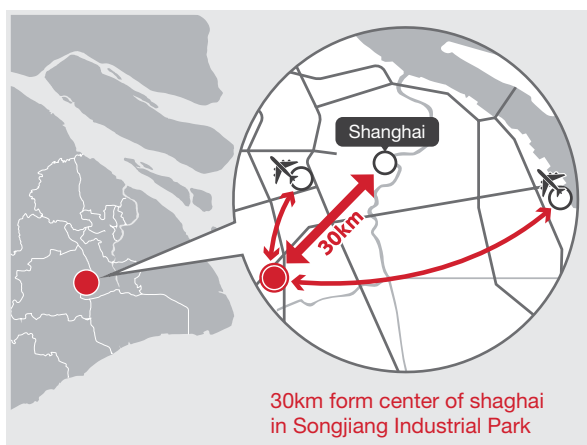 Shanghai
30km
30km form center of shaghai
in Songjiang Industrial Park